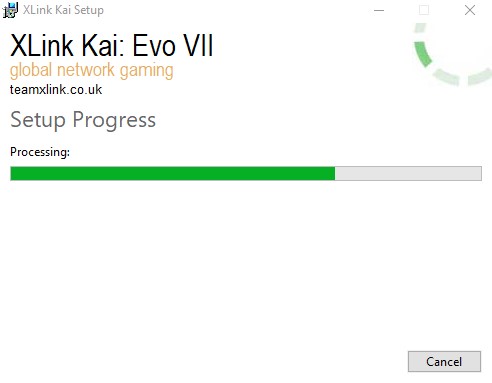 XLink Kai Setup
XLink Kai: Evo VII
global network gaming
teamxlink.co.uk
Setup Progress
Processing:
Cancel